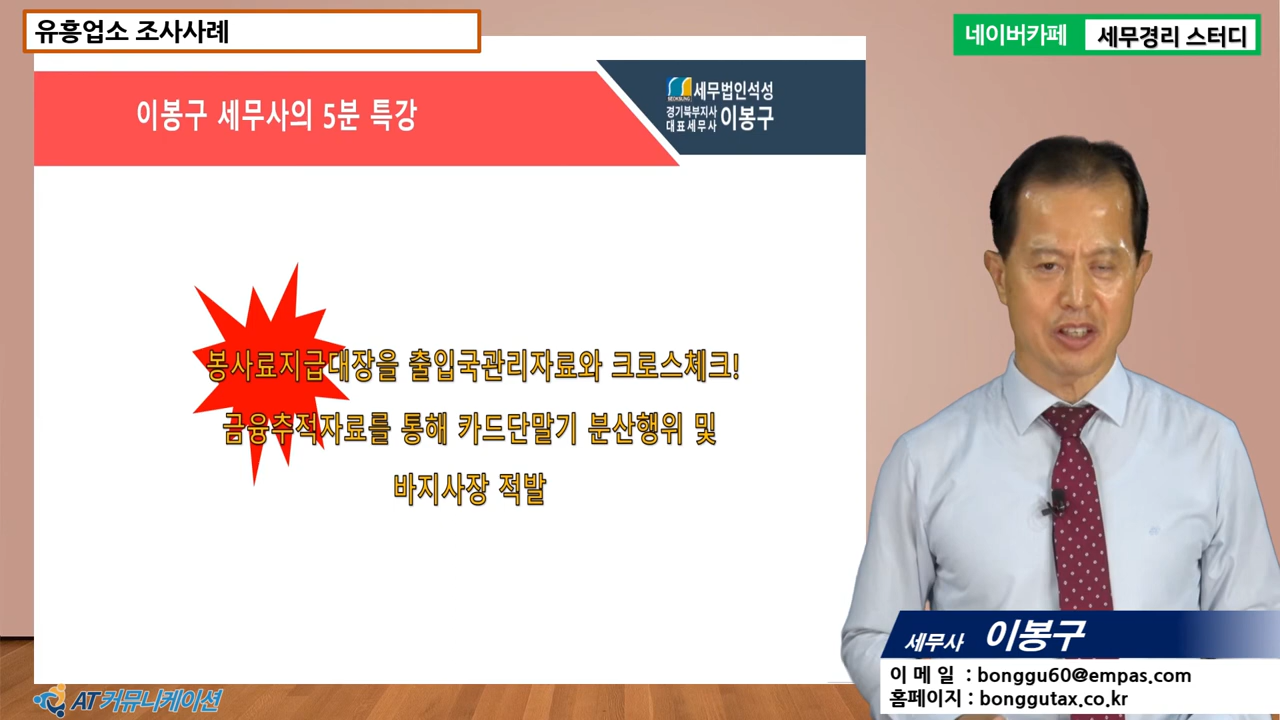 유흥업소 조사사례
네이버카페 세무경리 스터디
이봉구 세무사의 5분 특강
세무법인석성
경기북부지사
대표세무사 이봉구
봉사료지급대장을 출입국관리자료와 크로스체크!
금융추적자료를 통해 카드단말기 분산행위 및
바지사장 적발
세무사 이봉구
이 메 일 : bonggu60@empas.com
홈페이지 : bonggutax.co.kr
AT커뮤니케이션